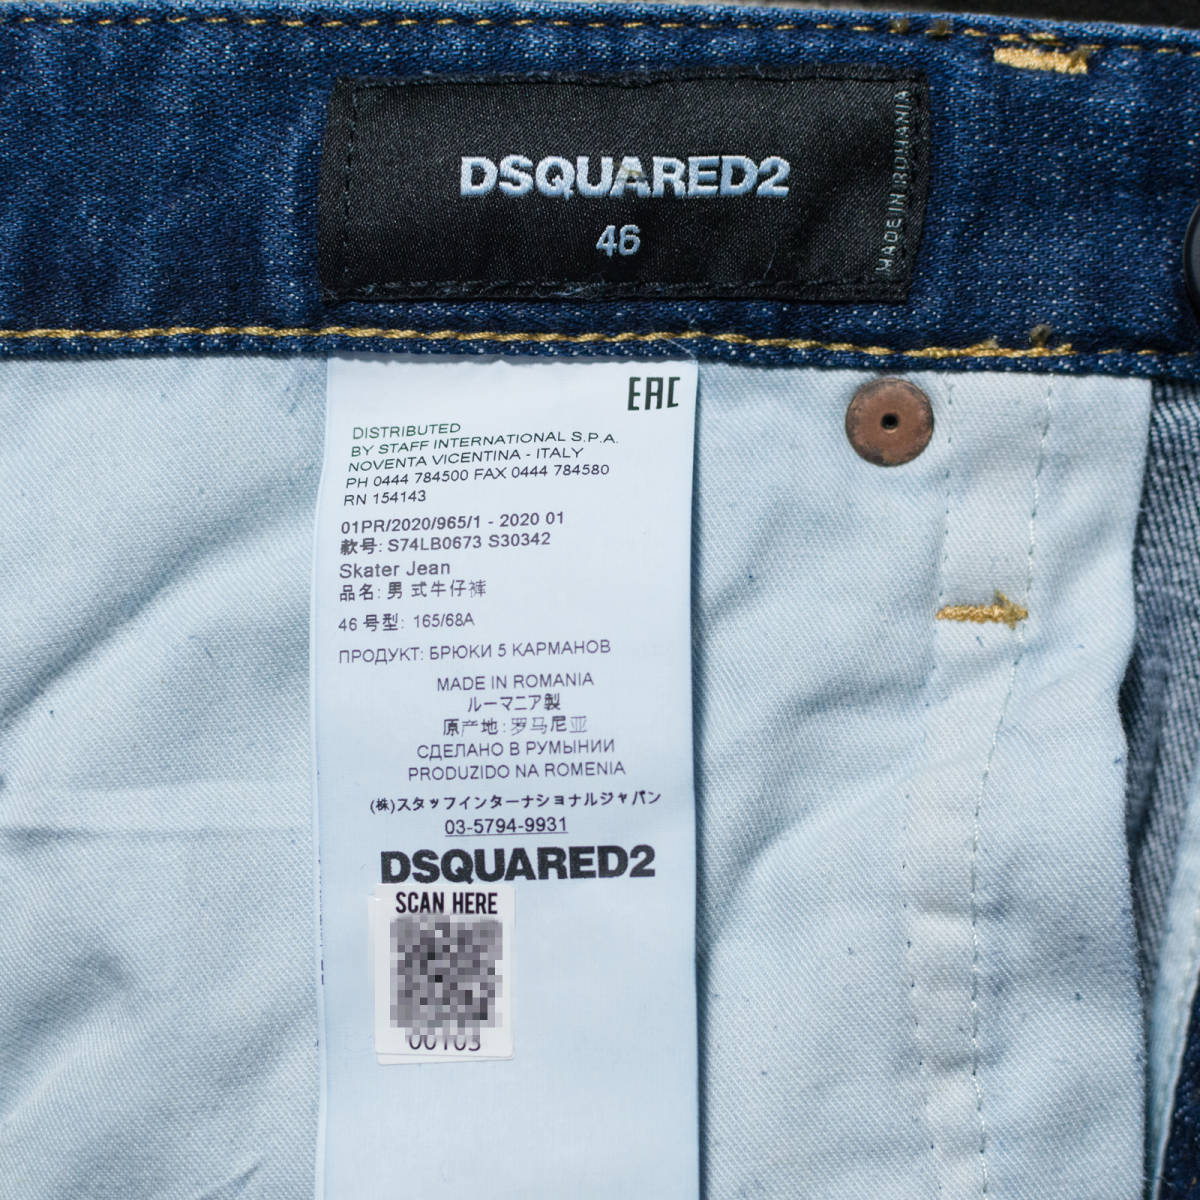 DSQUARED2
46
MADE IN ROMANIA
EAC
DISTRIBUTED
BY STAFF INTERNATIONAL S.P.A.
NOVENTA VICENTINA - ITALY
PH 0444 784500 FAX 0444 784580
RN 154143
01PR/2020/965/1 - 2020 01
款号: S74LB0673 S30342
Skater Jean
品名: 男 式牛仔裤
46 号型: 165/68A
ПРОДУКТ: БРЮКИ 5 КАРМАНОВ
MADE IN ROMANIA
ルーマニア製
原产地: 罗马尼亚
СДЕЛАНО В РУМЫНИИ
PRODUZIDO NA ROMENIA
(株)スタッフインターナショナルジャパン
03-5794-9931
DSQUARED2
SCAN HERE